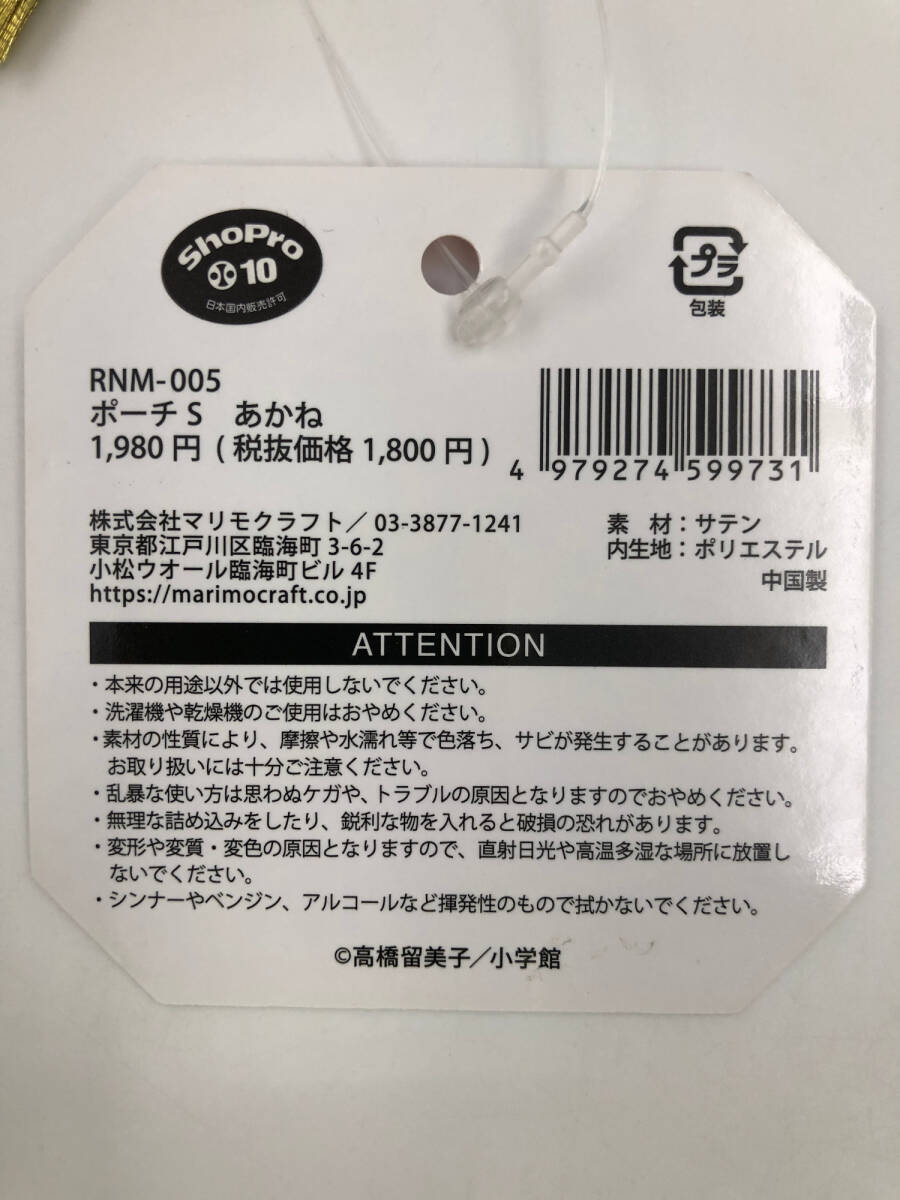 ShoPro
10
日本国内販売許可
プラ
包装
RNM-005
ポーチ S　あかね
1,980 円 ( 税抜価格 1,800 円 )
4 979274 599731
株式会社マリモクラフト／ 03-3877-1241
東京都江戸川区臨海町 3-6-2
小松ウオール臨海町ビル 4F
https://marimocraft.co.jp
素　材：サテン
内生地：ポリエステル
中国製
ATTENTION
・本来の用途以外では使用しないでください。
・洗濯機や乾燥機のご使用はおやめください。
・素材の性質により、摩擦や水濡れ等で色落ち、サビが発生することがあります。
お取り扱いには十分ご注意ください。
・乱暴な使い方は思わぬケガや、トラブルの原因となりますのでおやめください。
・無理な詰め込みをしたり、鋭利な物を入れると破損の恐れがあります。
・変形や変質・変色の原因となりますので、直射日光や高温多湿な場所に放置し
ないでください。
・シンナーやベンジン、アルコールなど揮発性のもので拭かないでください。
©高橋留美子／小学館